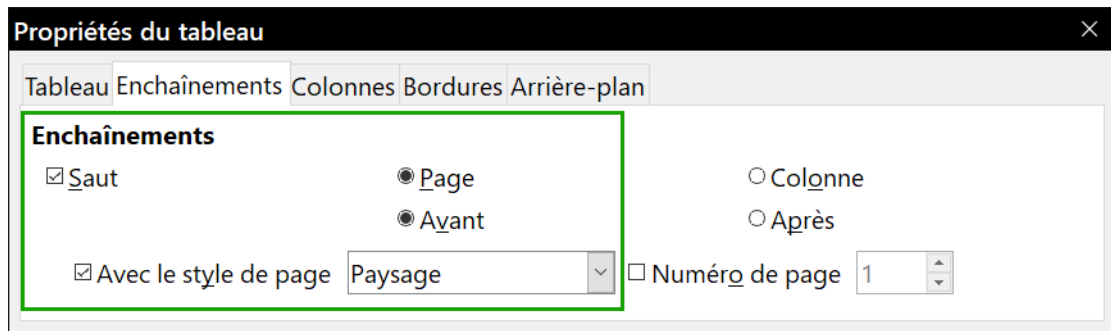 Propriétés du tableau
Tableau Enchaînements Colonnes Bordures Arrière-plan
Enchaînements
Saut Page Colonne
Avant Après
Avec le style de page Paysage Numéro de page 1